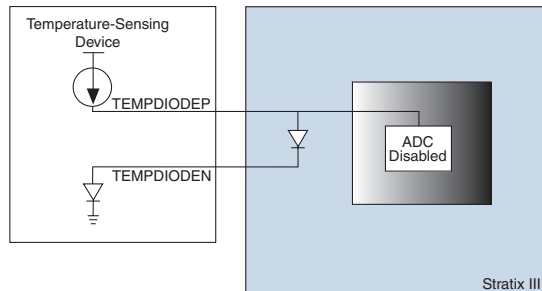 Temperature-Sensing
Device
TEMPDIODEP
TEMPDIODEN
ADC
Disabled
Stratix III